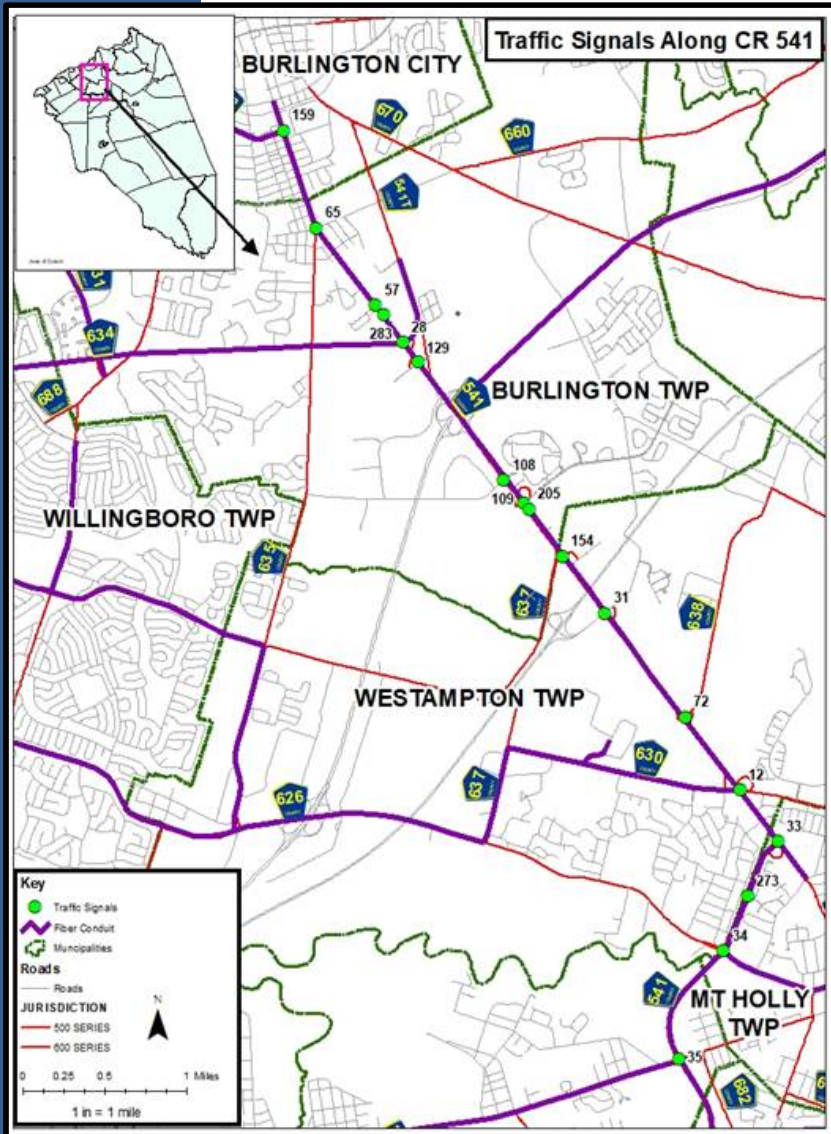 Traffic Signals Along CR 541
BURLINGTON CITY
159
670
660
541T
65
31
57
634
28
283
129
688
541
BURLINGTON TWP
108
109
205
WILLINGBORO TWP
154
635
637
31
638
WESTAMPTON TWP
72
630
12
637
626
33
273
34
541
MT HOLLY
TWP
35
682
Key
Traffic Signals
Fiber Conduit
Muncipalities
Roads
Roads
JURISDICTION
500 SERIES
600 SERIES
N
0 0.25 0.5 1 Miles
1 in = 1 mile